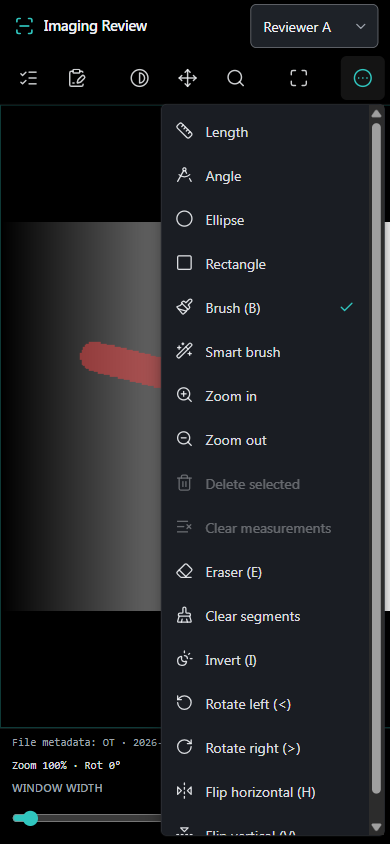 Imaging Review
Reviewer A
Length
Angle
Ellipse
Rectangle
Brush (B)
Smart brush
Zoom in
Zoom out
Delete selected
Clear measurements
Eraser (E)
Clear segments
Invert (I)
Rotate left (<)
Rotate right (>)
Flip horizontal (H)
Flip vertical (V)
File metadata: OT · 2026-
Zoom 100% · Rot 0°
WINDOW WIDTH